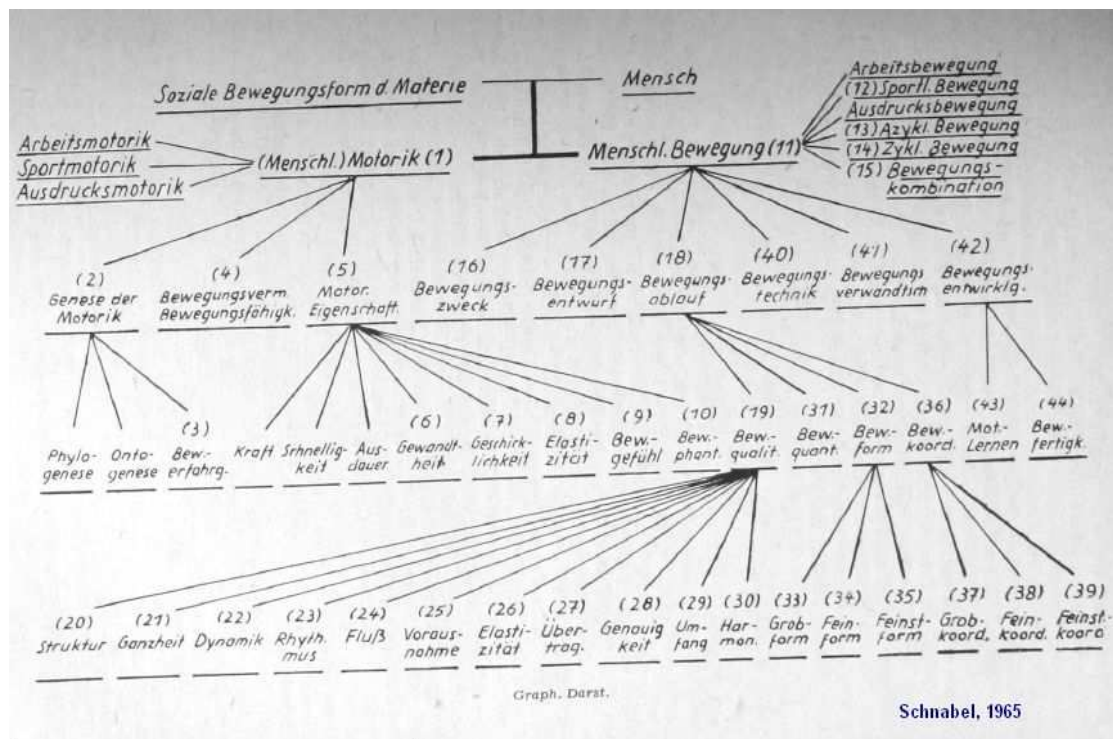 Soziale Bewegungsform d. Materie
Mensch
Arbeitsmotorik
Sportmotorik
Ausdrucksmotorik
(Menschl.) Motorik (1)
Menschl. Bewegung (11)
Arbeitsbewegung
(12) Sportl. Bewegung
Ausdrucksbewegung
(13) Azykl. Bewegung
(14) Zykl. Bewegung
(15) Bewegungs-
kombination
(2)
Genese der
Motorik
(4)
Bewegungsverm.
Bewegungsfähigk.
(5)
Motor.
Eigenschaft.
(16)
Bewegungs-
zweck
(17)
Bewegungs-
entwurf
(18)
Bewegungs-
ablauf
(40)
Bewegungs-
technik
(41)
Bewegungs
verwandtsm
(42)
Bewegungs.
entwicklg.
Phylo-
genese
Onto-
genese
(3)
Bew.-
erfahrg.
Kraft
Schnellig-
keit
Aus-
dauer
(6)
Gewandt-
heit
(7)
Geschick-
lichkeit
(8)
Elasti-
zität
(9)
Bew.-
gefühl
(10)
Bew.-
phant.
(19)
Bew.-
qualit.
(31)
Bew.-
quant.
(32)
Bew.-
form
(36)
Bew.-
koord.
(43)
Mot.-
Lernen
(44)
Bew.-
fertigk.
(20)
Struktur
(21)
Ganzheit
(22)
Dynamik
(23)
Rhyth.
mus
(24)
Fluß
(25)
Voraus-
nahme
(26)
Elasti-
zität
(27)
Über-
trag.
(28)
Genauig
keit
(29)
Um-
fang
(30)
Har-
mon.
(33)
Grob-
form
(34)
Fein-
form
(35)
Feinst-
form
(37)
Grob-
koord.
(38)
Fein-
koord.
(39)
Feinst.-
koord
Graph. Darst.
Schnabel, 1965